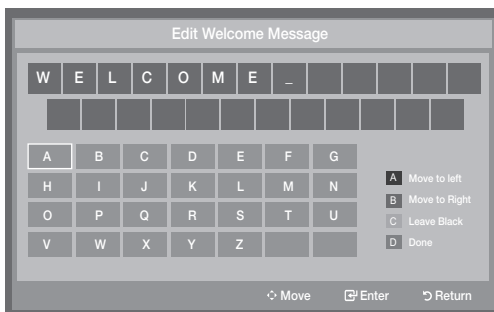 Edit Welcome Message
W E L C O M E _
A B C D E F G
H I J K L M N
O P Q R S T U
V W X Y Z
A Move to left
B Move to Right
C Leave Black
D Done
Move Enter Return